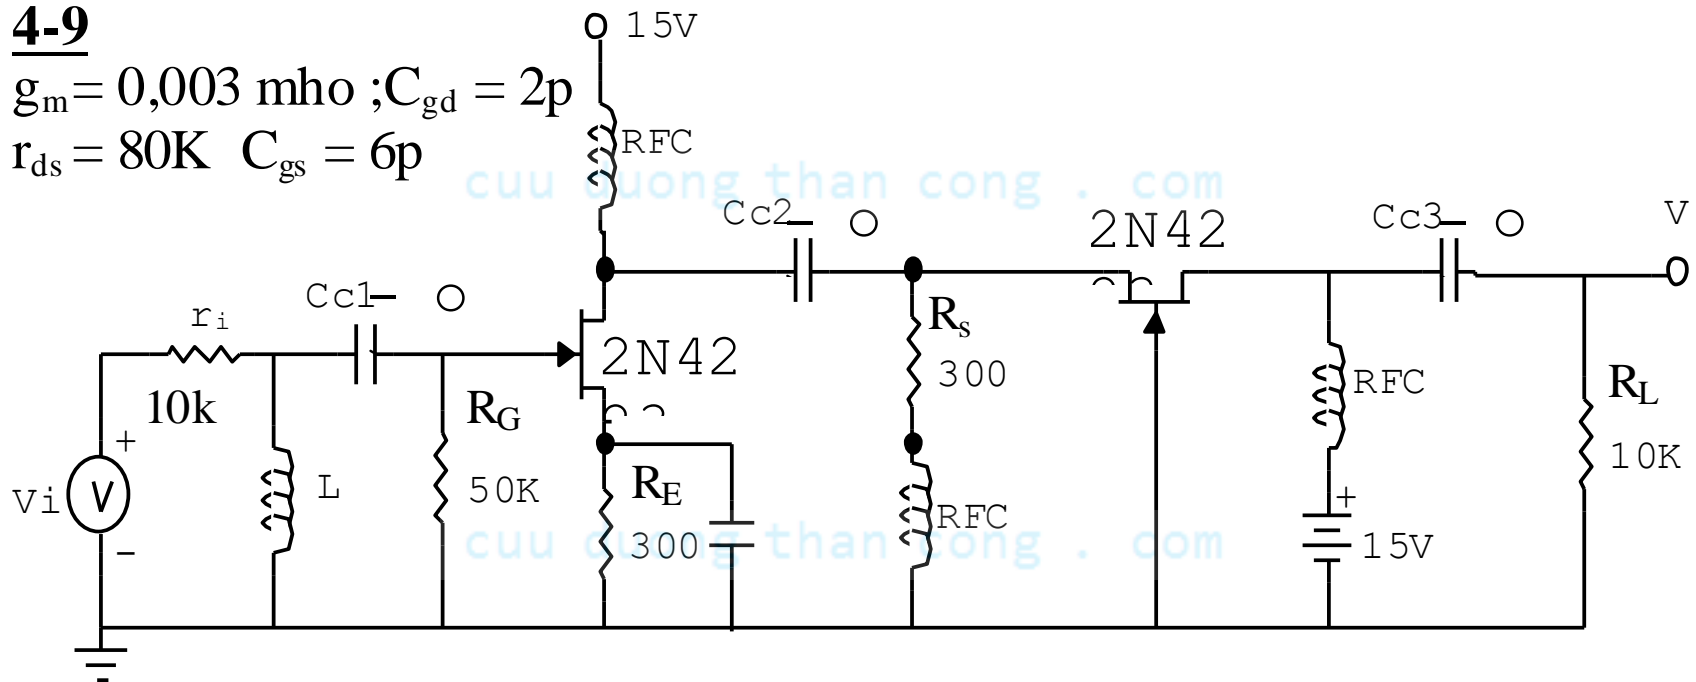 4-9
15V
gm = 0,003 mho ;Cgd = 2p
rds = 80K Cgs = 6p
RFC
cuu duong than cong . com
Cc2
2N42
Cc3
V
Cc1
ri
Rs
2N42
300
RFC
RL
10k
RG
+
L
RE
10K
Vi
V
50K
+
RFC
cuu duong than cong . com
300
15V
-